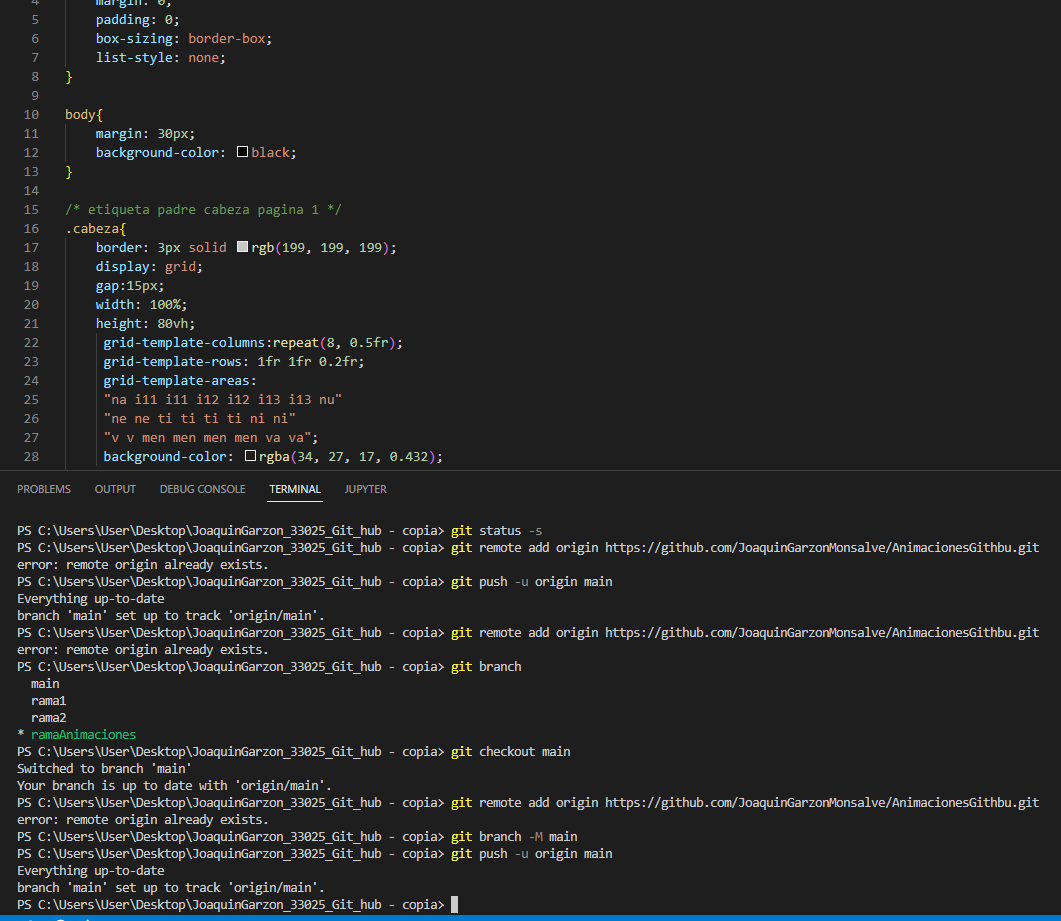 4 margin: 0;
5 padding: 0;
6 box-sizing: border-box;
7 list-style: none;
8 }
9
10 body{
11 margin: 30px;
12 background-color: black;
13 }
14
15 /* etiqueta padre cabeza pagina 1 */
16 .cabeza{
17 border: 3px solid rgb(199, 199, 199);
18 display: grid;
19 gap:15px;
20 width: 100%;
21 height: 80vh;
22 grid-template-columns:repeat(8, 0.5fr);
23 grid-template-rows: 1fr 1fr 0.2fr;
24 grid-template-areas:
25 "na i11 i11 i12 i12 i13 i13 nu"
26 "ne ne ti ti ti ti ni ni"
27 "v v men men men men va va";
28 background-color: rgba(34, 27, 17, 0.432);
PROBLEMS OUTPUT DEBUG CONSOLE TERMINAL JUPYTER
PS C:\Users\User\Desktop\JoaquinGarzon_33025_Git_hub - copia> git status -s
PS C:\Users\User\Desktop\JoaquinGarzon_33025_Git_hub - copia> git remote add origin https://github.com/JoaquinGarzonMonsalve/AnimacionesGithbu.git
error: remote origin already exists.
PS C:\Users\User\Desktop\JoaquinGarzon_33025_Git_hub - copia> git push -u origin main
Everything up-to-date
branch 'main' set up to track 'origin/main'.
PS C:\Users\User\Desktop\JoaquinGarzon_33025_Git_hub - copia> git remote add origin https://github.com/JoaquinGarzonMonsalve/AnimacionesGithbu.git
error: remote origin already exists.
PS C:\Users\User\Desktop\JoaquinGarzon_33025_Git_hub - copia> git branch
main
rama1
rama2
* ramaAnimaciones
PS C:\Users\User\Desktop\JoaquinGarzon_33025_Git_hub - copia> git checkout main
Switched to branch 'main'
Your branch is up to date with 'origin/main'.
PS C:\Users\User\Desktop\JoaquinGarzon_33025_Git_hub - copia> git remote add origin https://github.com/JoaquinGarzonMonsalve/AnimacionesGithbu.git
error: remote origin already exists.
PS C:\Users\User\Desktop\JoaquinGarzon_33025_Git_hub - copia> git branch -M main
PS C:\Users\User\Desktop\JoaquinGarzon_33025_Git_hub - copia> git push -u origin main
Everything up-to-date
branch 'main' set up to track 'origin/main'.
PS C:\Users\User\Desktop\JoaquinGarzon_33025_Git_hub - copia>